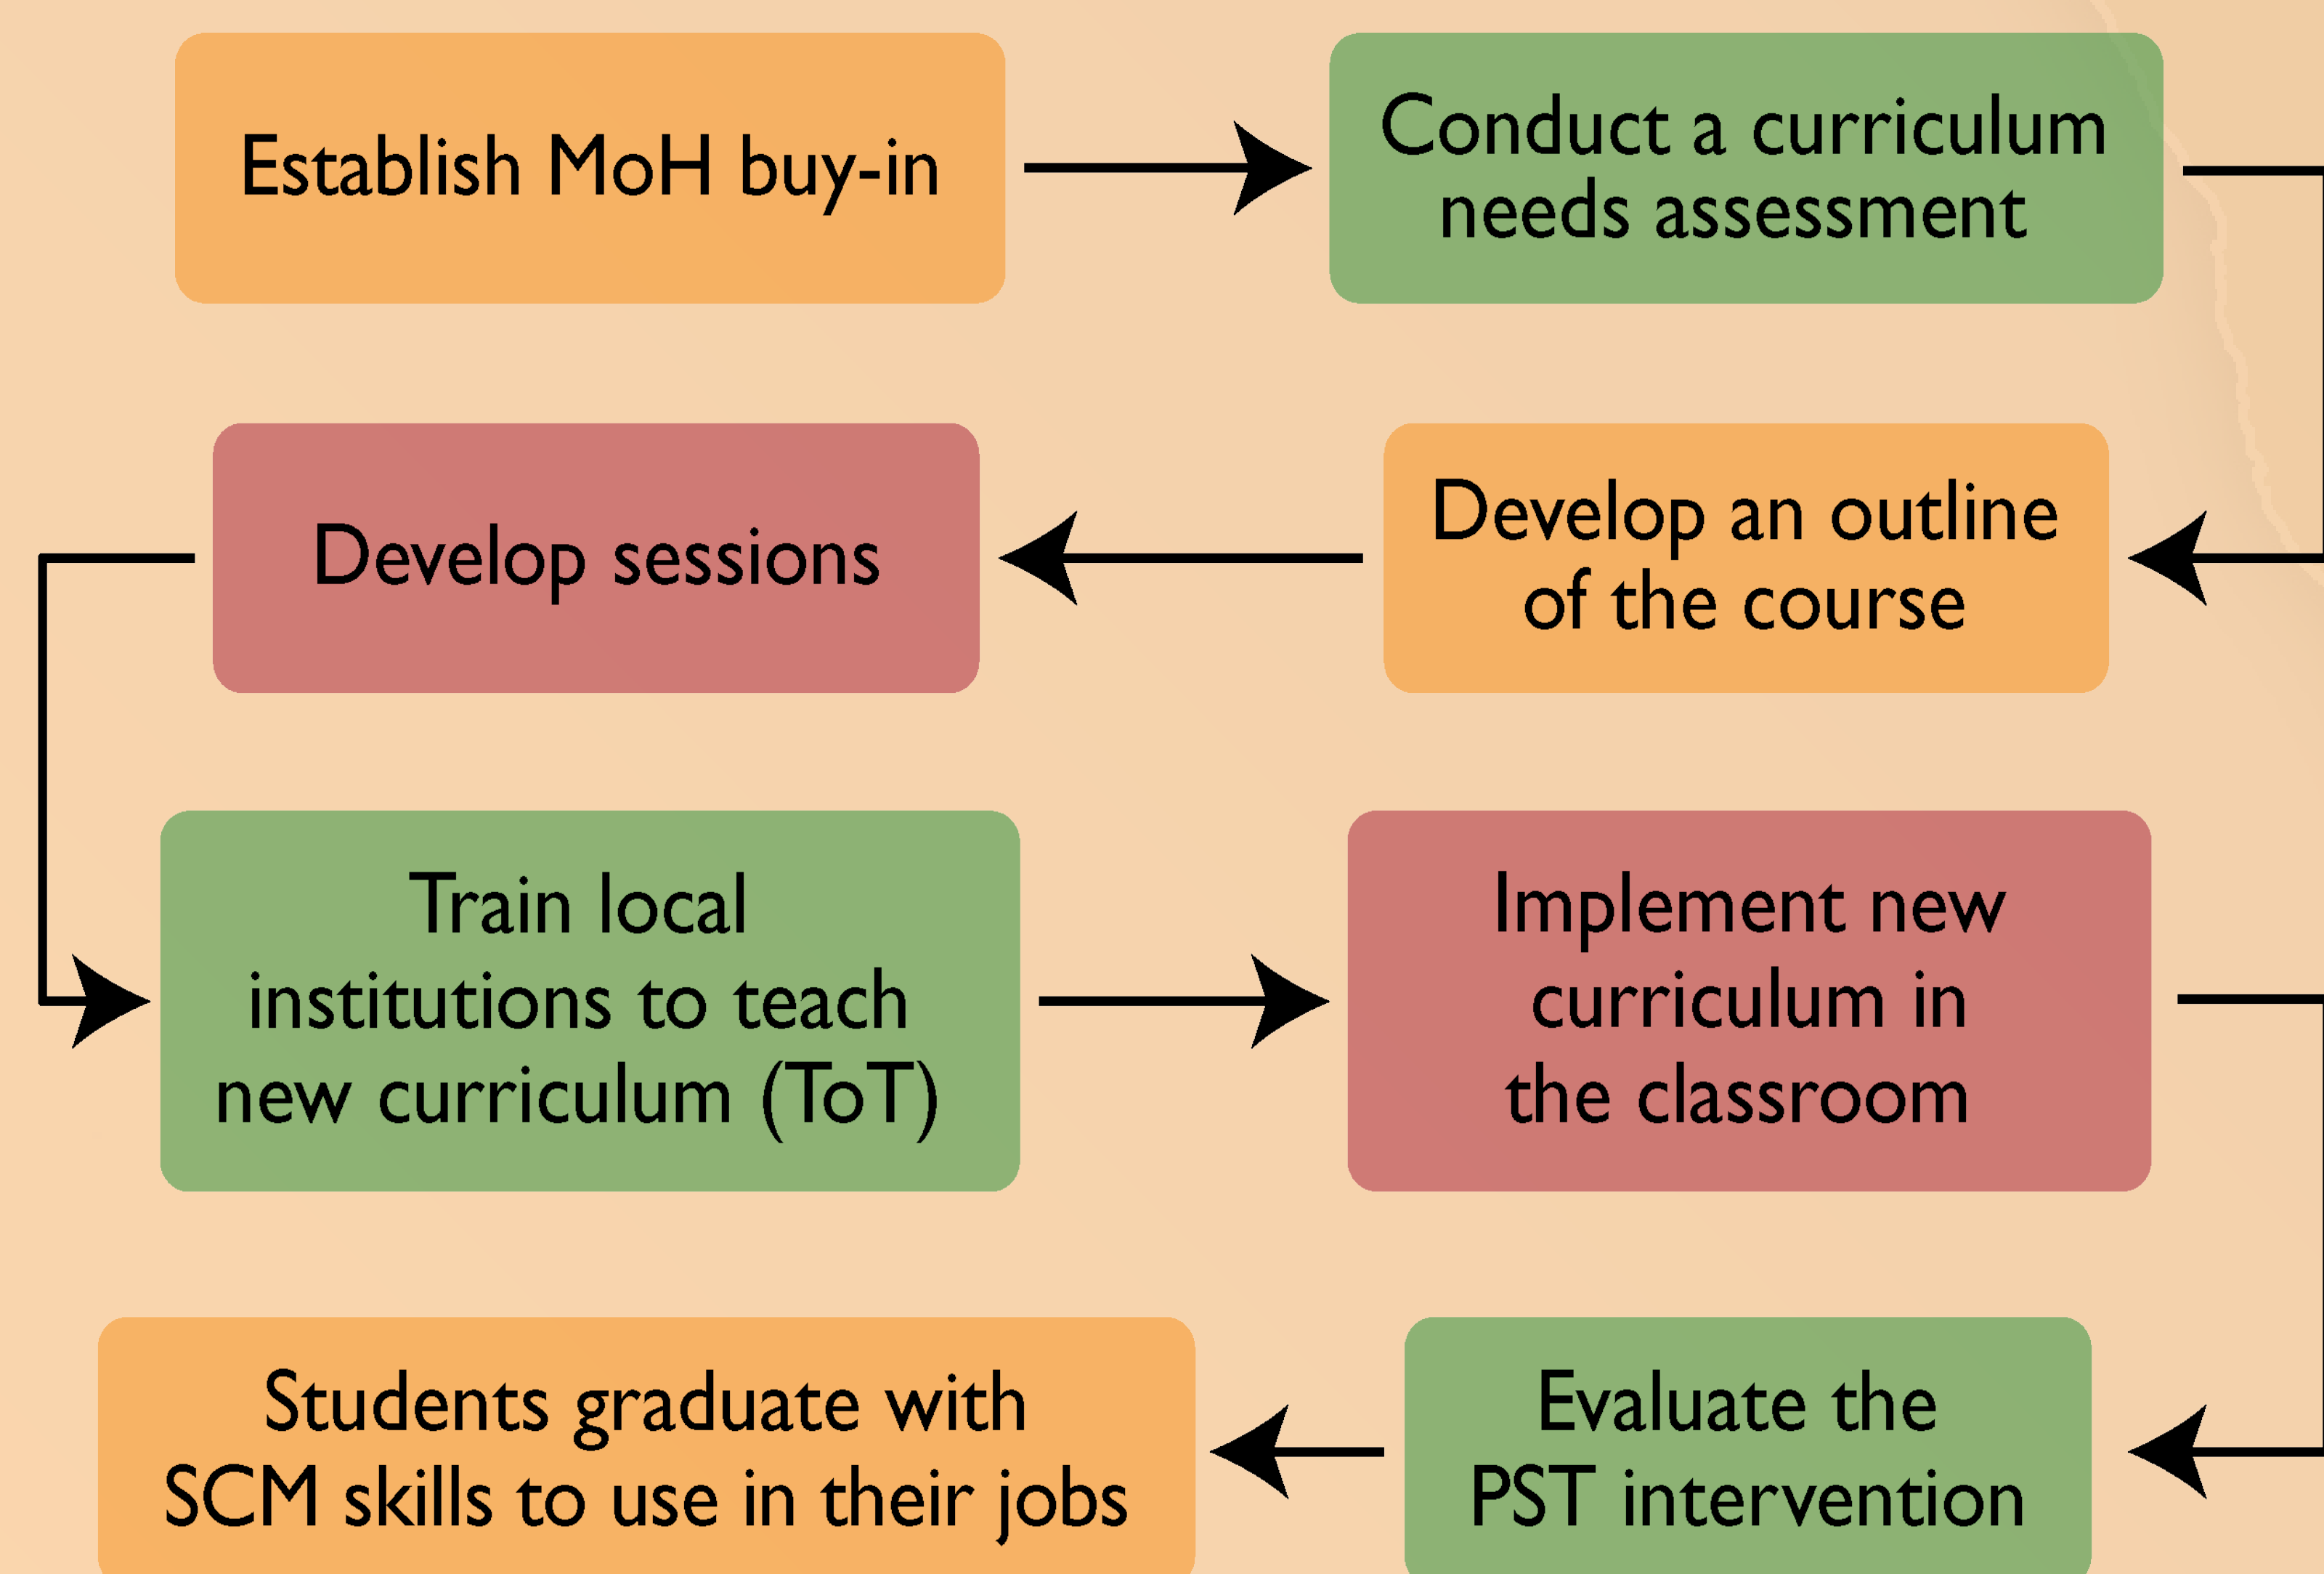 Establish MoH buy-in
Conduct a curriculum
needs assessment
Develop an outline
of the course
Develop sessions
Train local
institutions to teach
new curriculum (ToT)
Implement new
curriculum in
the classroom
Evaluate the
PST intervention
Students graduate with
SCM skills to use in their jobs